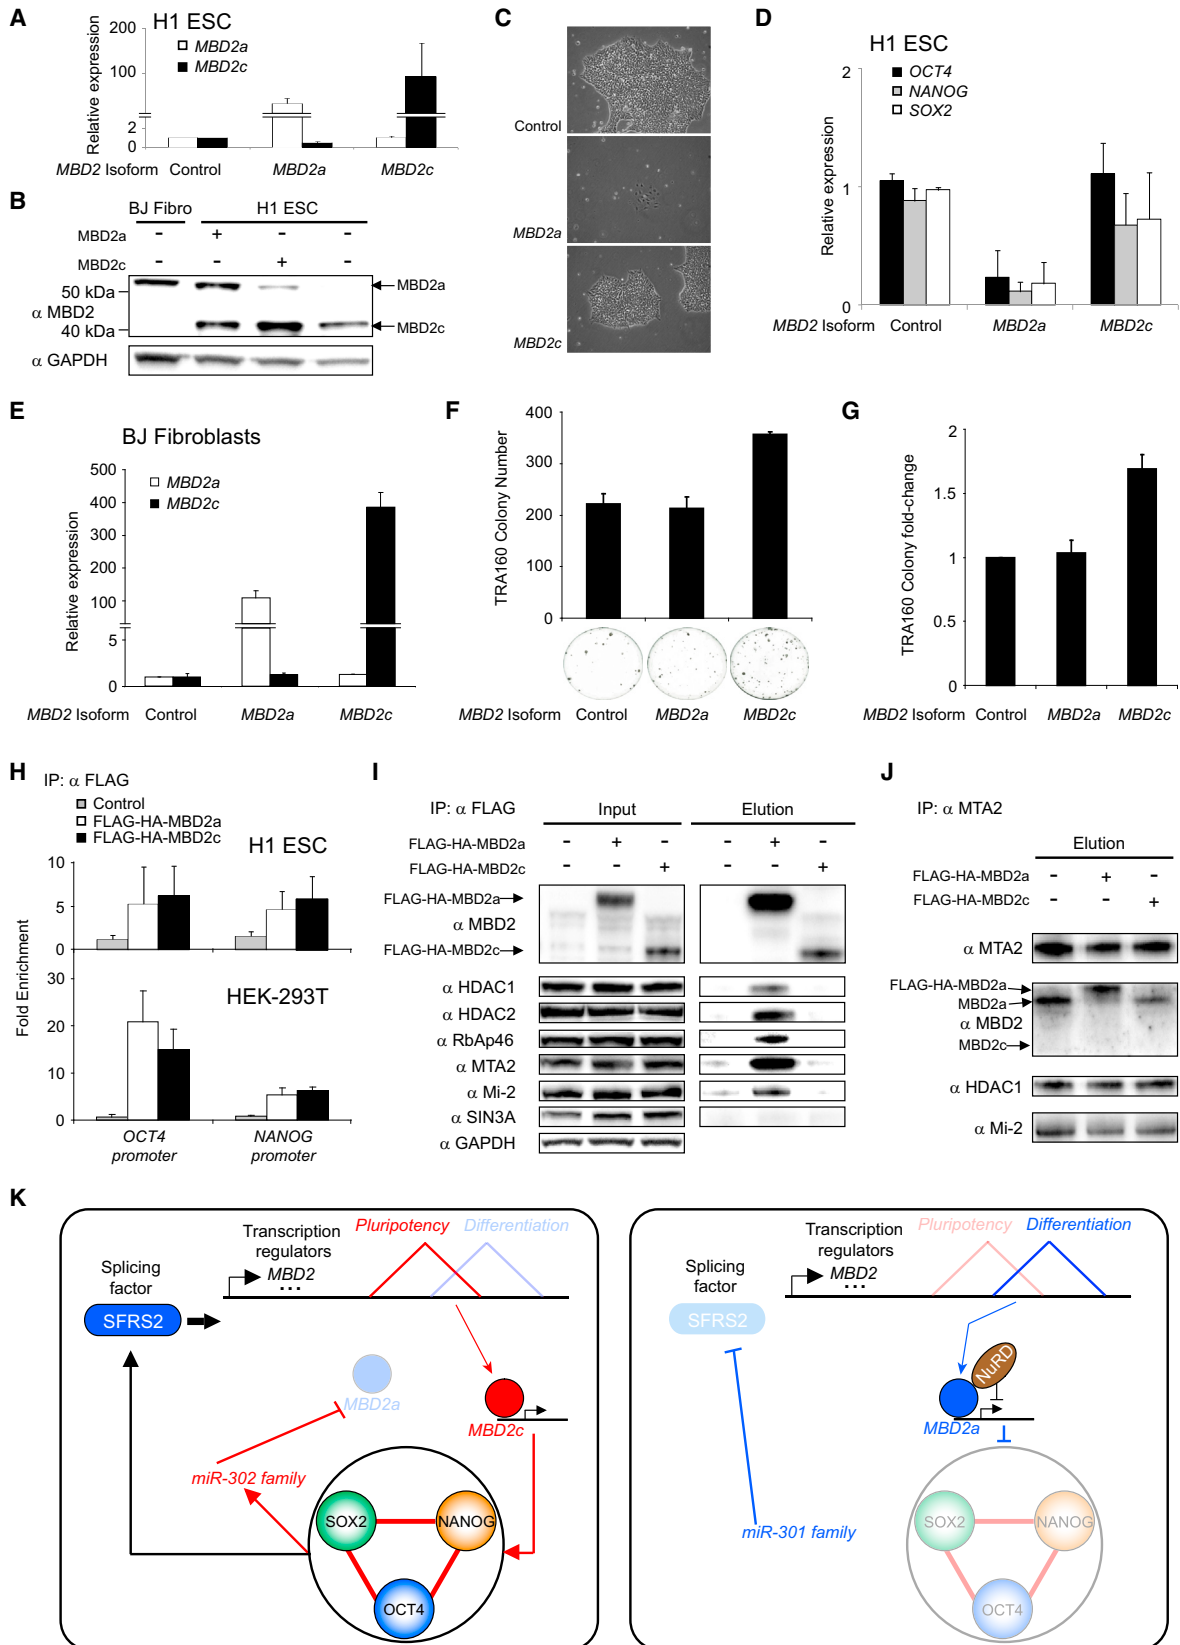 A
H1 ESC
MBD2a
MBD2c
Relative expression
200
100
2
0
MBD2 Isoform Control MBD2a MBD2c
B
BJ Fibro H1 ESC
MBD2a - + - -
MBD2c - - + -
50 kDa
α MBD2
40 kDa
MBD2a
MBD2c
α GAPDH
C
Control
MBD2a
MBD2c
D
H1 ESC
OCT4
NANOG
SOX2
Relative expression
2
1
0
MBD2 Isoform Control MBD2a MBD2c
E
BJ Fibroblasts
MBD2a
MBD2c
Relative expression
500
400
300
200
100
5
0
MBD2 Isoform Control MBD2a MBD2c
F
TRA160 Colony Number
400
300
200
100
0
MBD2 Isoform Control MBD2a MBD2c
G
TRA160 Colony fold-change
2
1.5
1
0.5
0
MBD2 Isoform Control MBD2a MBD2c
H
IP: α FLAG
Control
FLAG-HA-MBD2a
FLAG-HA-MBD2c
H1 ESC
10
5
0
Fold Enrichment
HEK-293T
30
20
10
0
OCT4 promoter
NANOG promoter
I
IP: α FLAG
Input Elution
FLAG-HA-MBD2a - + - - + -
FLAG-HA-MBD2c - - + - - +
FLAG-HA-MBD2a
α MBD2
FLAG-HA-MBD2c
α HDAC1
α HDAC2
α RbAp46
α MTA2
α Mi-2
α SIN3A
α GAPDH
J
IP: α MTA2
Elution
FLAG-HA-MBD2a - + -
FLAG-HA-MBD2c - - +
α MTA2
FLAG-HA-MBD2a
MBD2a
α MBD2
MBD2c
α HDAC1
α Mi-2
K
Splicing factor
SFRS2
Transcription regulators
MBD2
...
Pluripotency
Differentiation
MBD2a
MBD2c
miR-302 family
SOX2
NANOG
OCT4
Splicing factor
SFRS2
Transcription regulators
MBD2
...
Pluripotency
Differentiation
NuRD
MBD2a
miR-301 family
SOX2
NANOG
OCT4